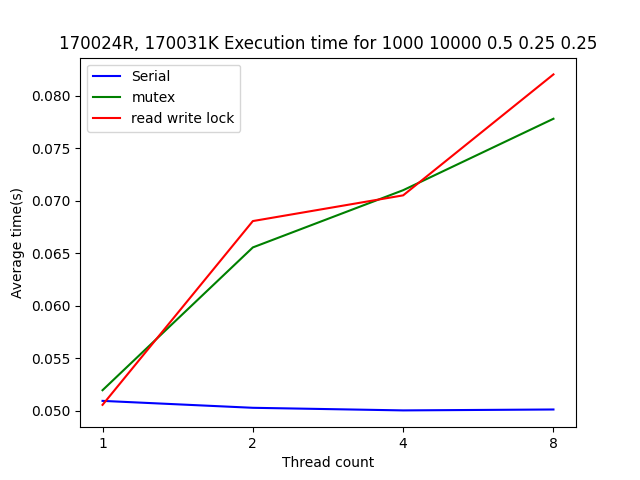 170024R, 170031K Execution time for 1000 10000 0.5 0.25 0.25
Serial
mutex
read write lock
0.080
0.075
0.070
0.065
0.060
0.055
0.050
Average time(s)
1 2 4 8
Thread count